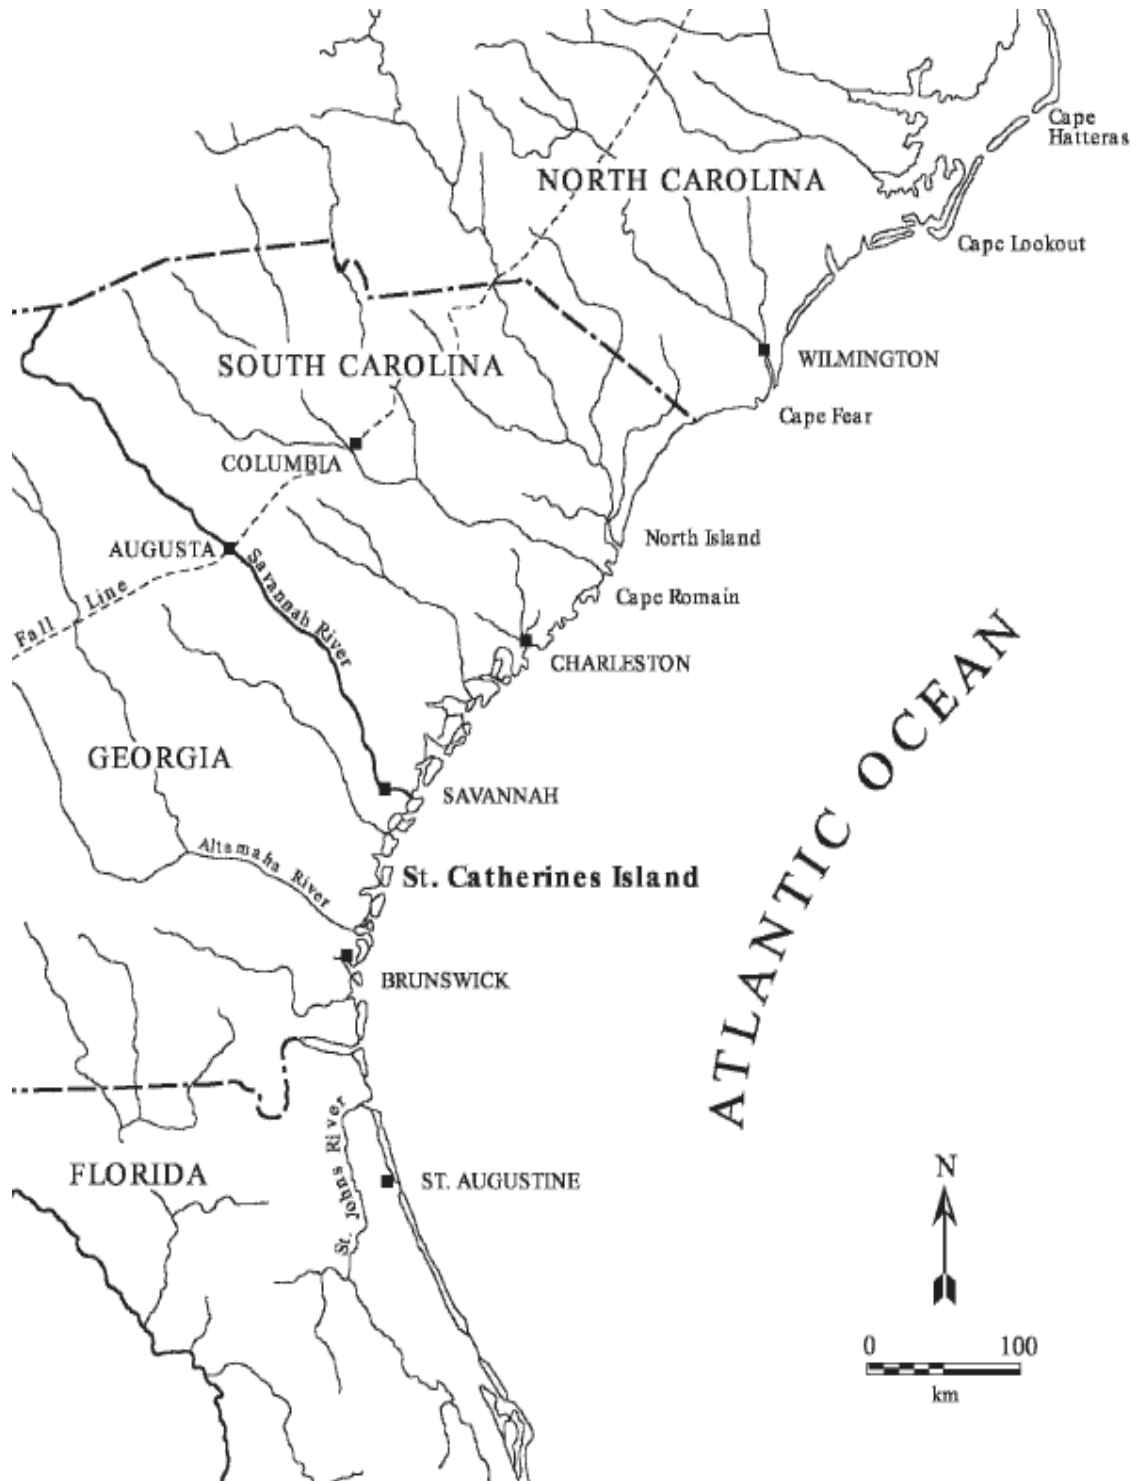 Cape
Hatteras
NORTH CAROLINA
Cape Lookout
SOUTH CAROLINA
WILMINGTON
Cape Fear
COLUMBIA
North Island
AUGUSTA
Savannah River
Fall Line
Cape Romain
CHARLESTON
ATLANTIC OCEAN
GEORGIA
SAVANNAH
Altamaha River
St. Catherines Island
BRUNSWICK
St. Johns River
FLORIDA
ST. AUGUSTINE
N
0 100
km